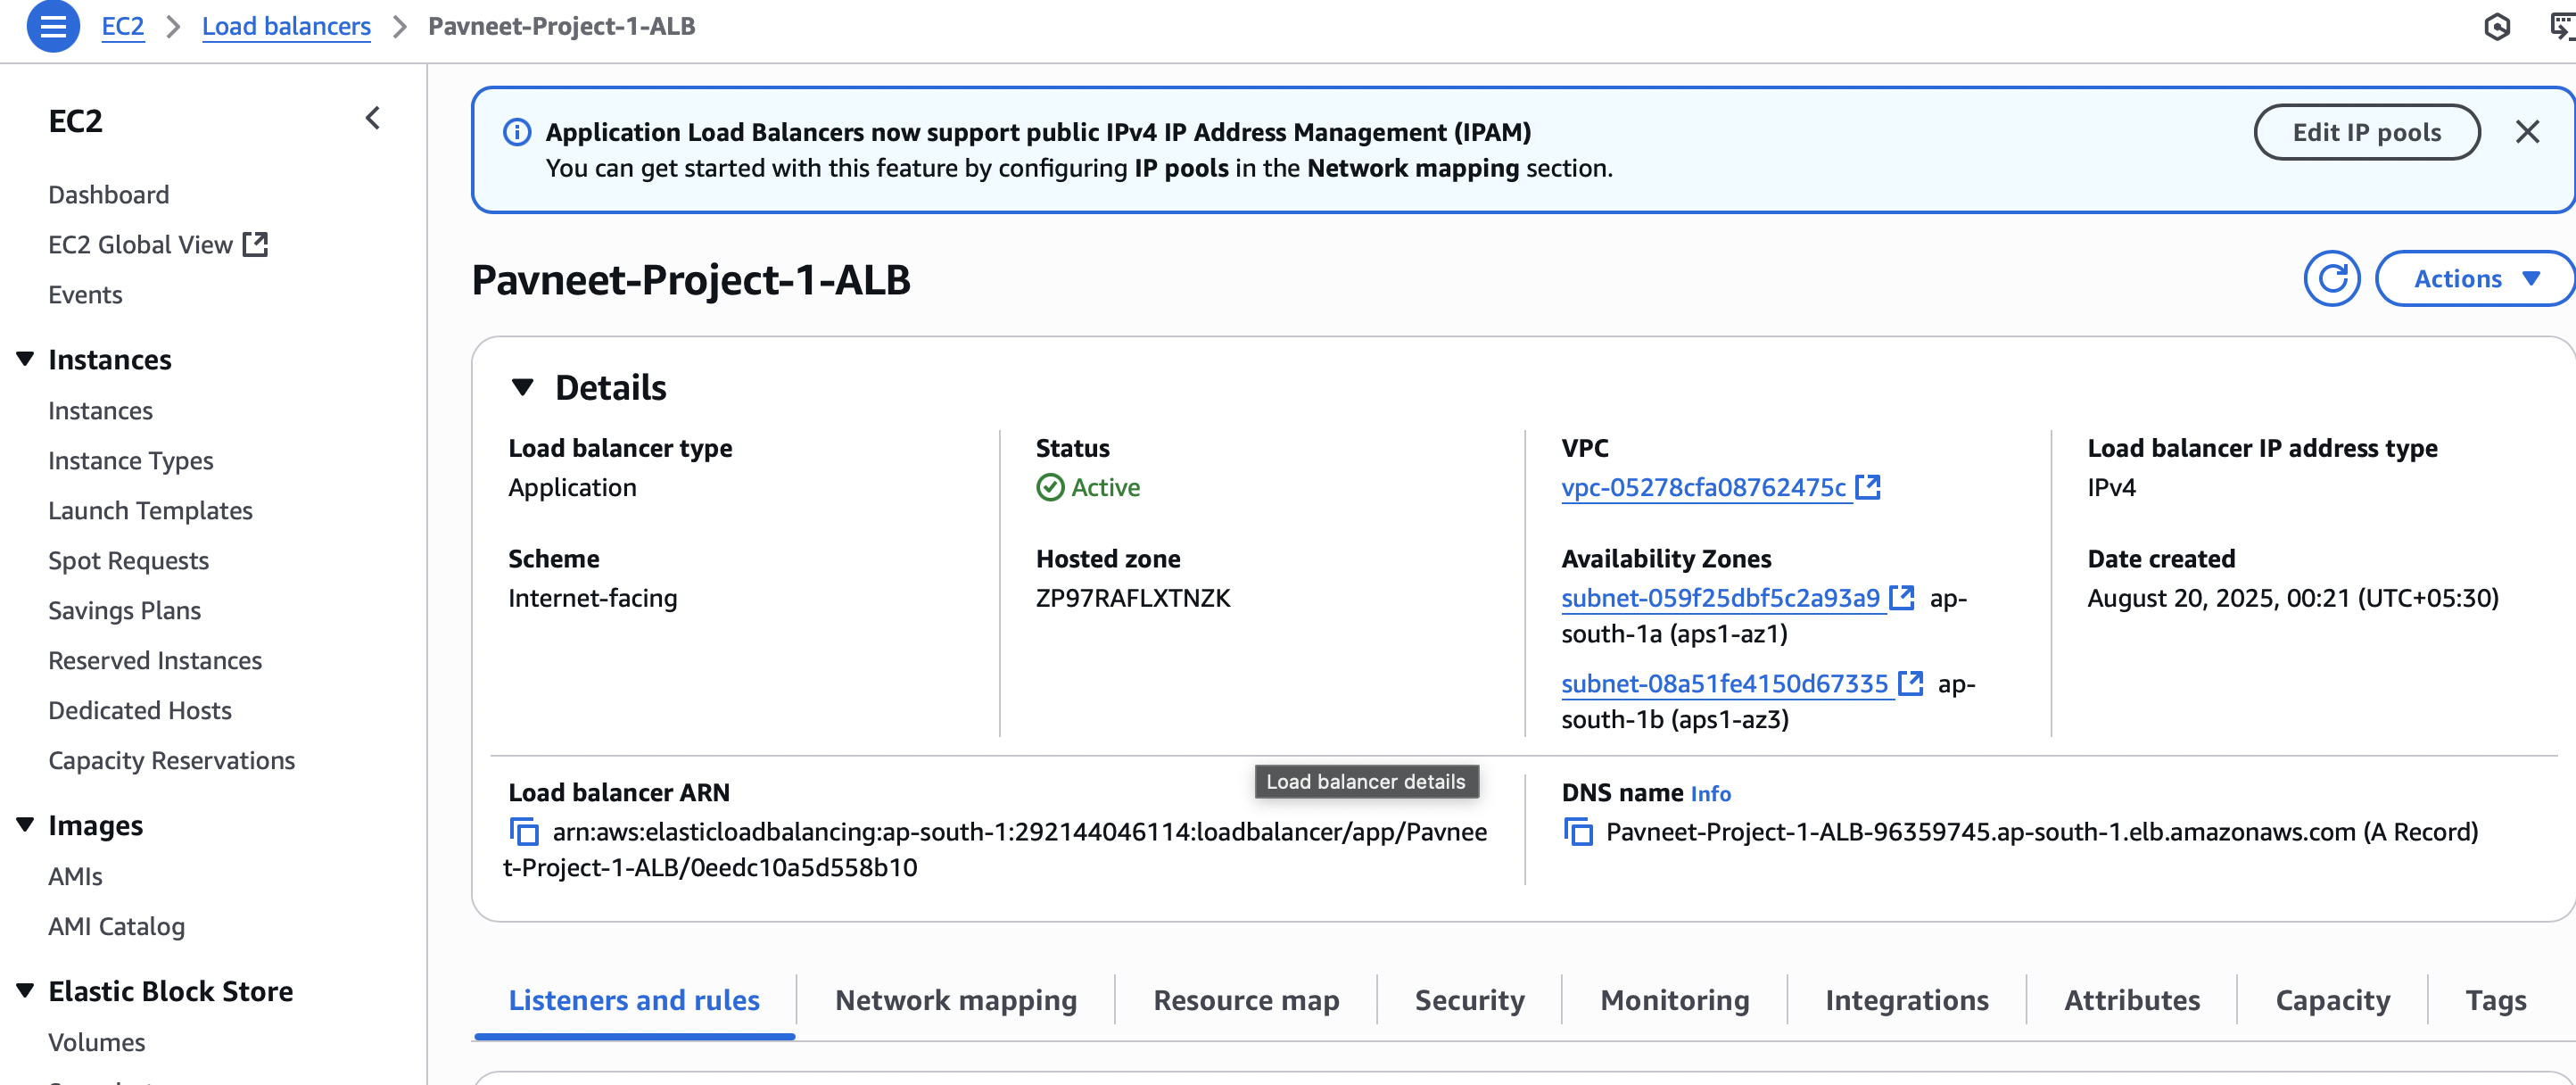 EC2 > Load balancers > Pavneet-Project-1-ALB
EC2
Dashboard
EC2 Global View
Events
Instances
Instances
Instance Types
Launch Templates
Spot Requests
Savings Plans
Reserved Instances
Dedicated Hosts
Capacity Reservations
Images
AMIs
AMI Catalog
Elastic Block Store
Volumes
Application Load Balancers now support public IPv4 IP Address Management (IPAM)
You can get started with this feature by configuring IP pools in the Network mapping section.
Edit IP pools
Pavneet-Project-1-ALB
Actions
Details
Load balancer type
Application
Scheme
Internet-facing
Status
Active
Hosted zone
ZP97RAFLXTNZK
VPC
vpc-05278cfa08762475c
Availability Zones
subnet-059f25dbf5c2a93a9 ap-
south-1a (aps1-az1)
subnet-08a51fe4150d67335 ap-
south-1b (aps1-az3)
Load balancer IP address type
IPv4
Date created
August 20, 2025, 00:21 (UTC+05:30)
Load balancer details
Load balancer ARN
arn:aws:elasticloadbalancing:ap-south-1:292144046114:loadbalancer/app/Pavnee
t-Project-1-ALB/0eedc10a5d558b10
DNS name Info
Pavneet-Project-1-ALB-96359745.ap-south-1.elb.amazonaws.com (A Record)
Listeners and rules
Network mapping
Resource map
Security
Monitoring
Integrations
Attributes
Capacity
Tags